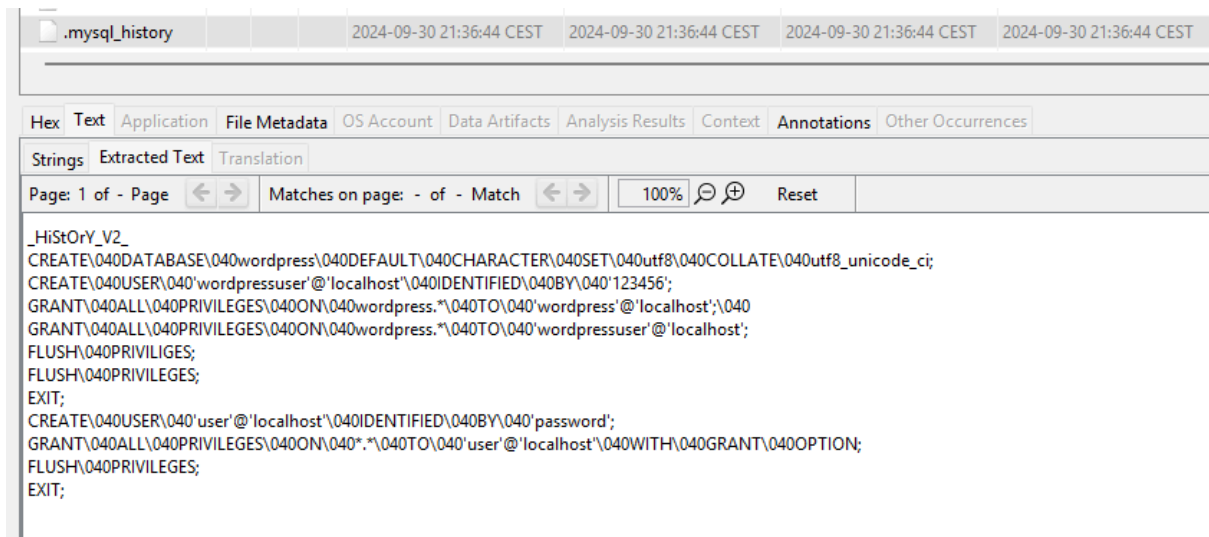 .mysql_history 2024-09-30 21:36:44 CEST 2024-09-30 21:36:44 CEST 2024-09-30 21:36:44 CEST 2024-09-30 21:36:44 CEST
Hex Text Application File Metadata OS Account Data Artifacts Analysis Results Context Annotations Other Occurrences
Strings Extracted Text Translation
Page: 1 of - Page Matches on page: - of - Match 100% Reset
_HiStOrY_V2_
CREATE\040DATABASE\040wordpress\040DEFAULT\040CHARACTER\040SET\040utf8\040COLLATE\040utf8_unicode_ci;
CREATE\040USER\040'wordpressuser'@'localhost'\040IDENTIFIED\040BY\040'123456';
GRANT\040ALL\040PRIVILEGES\040ON\040wordpress.*\040TO\040'wordpress'@'localhost';\040
GRANT\040ALL\040PRIVILEGES\040ON\040wordpress.*\040TO\040'wordpressuser'@'localhost';
FLUSH\040PRIVILIGES;
FLUSH\040PRIVILEGES;
EXIT;
CREATE\040USER\040'user'@'localhost'\040IDENTIFIED\040BY\040'password';
GRANT\040ALL\040PRIVILEGES\040ON\040*.*\040TO\040'user'@'localhost'\040WITH\040GRANT\040OPTION;
FLUSH\040PRIVILEGES;
EXIT;